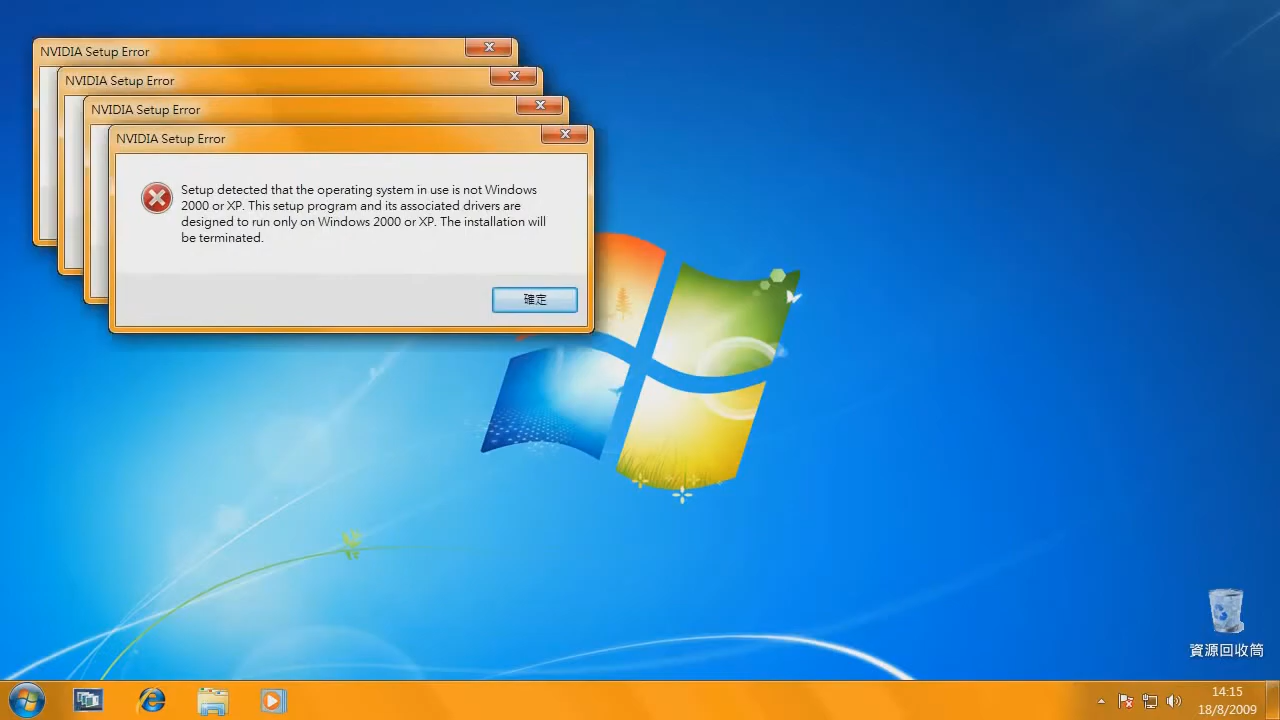 NVIDIA Setup Error
NVIDIA Setup Error
NVIDIA Setup Error
NVIDIA Setup Error
Setup detected that the operating system in use is not Windows
2000 or XP. This setup program and its associated drivers are
designed to run only on Windows 2000 or XP. The installation will
be terminated.
確定
資源回收筒
14:15
18/8/2009